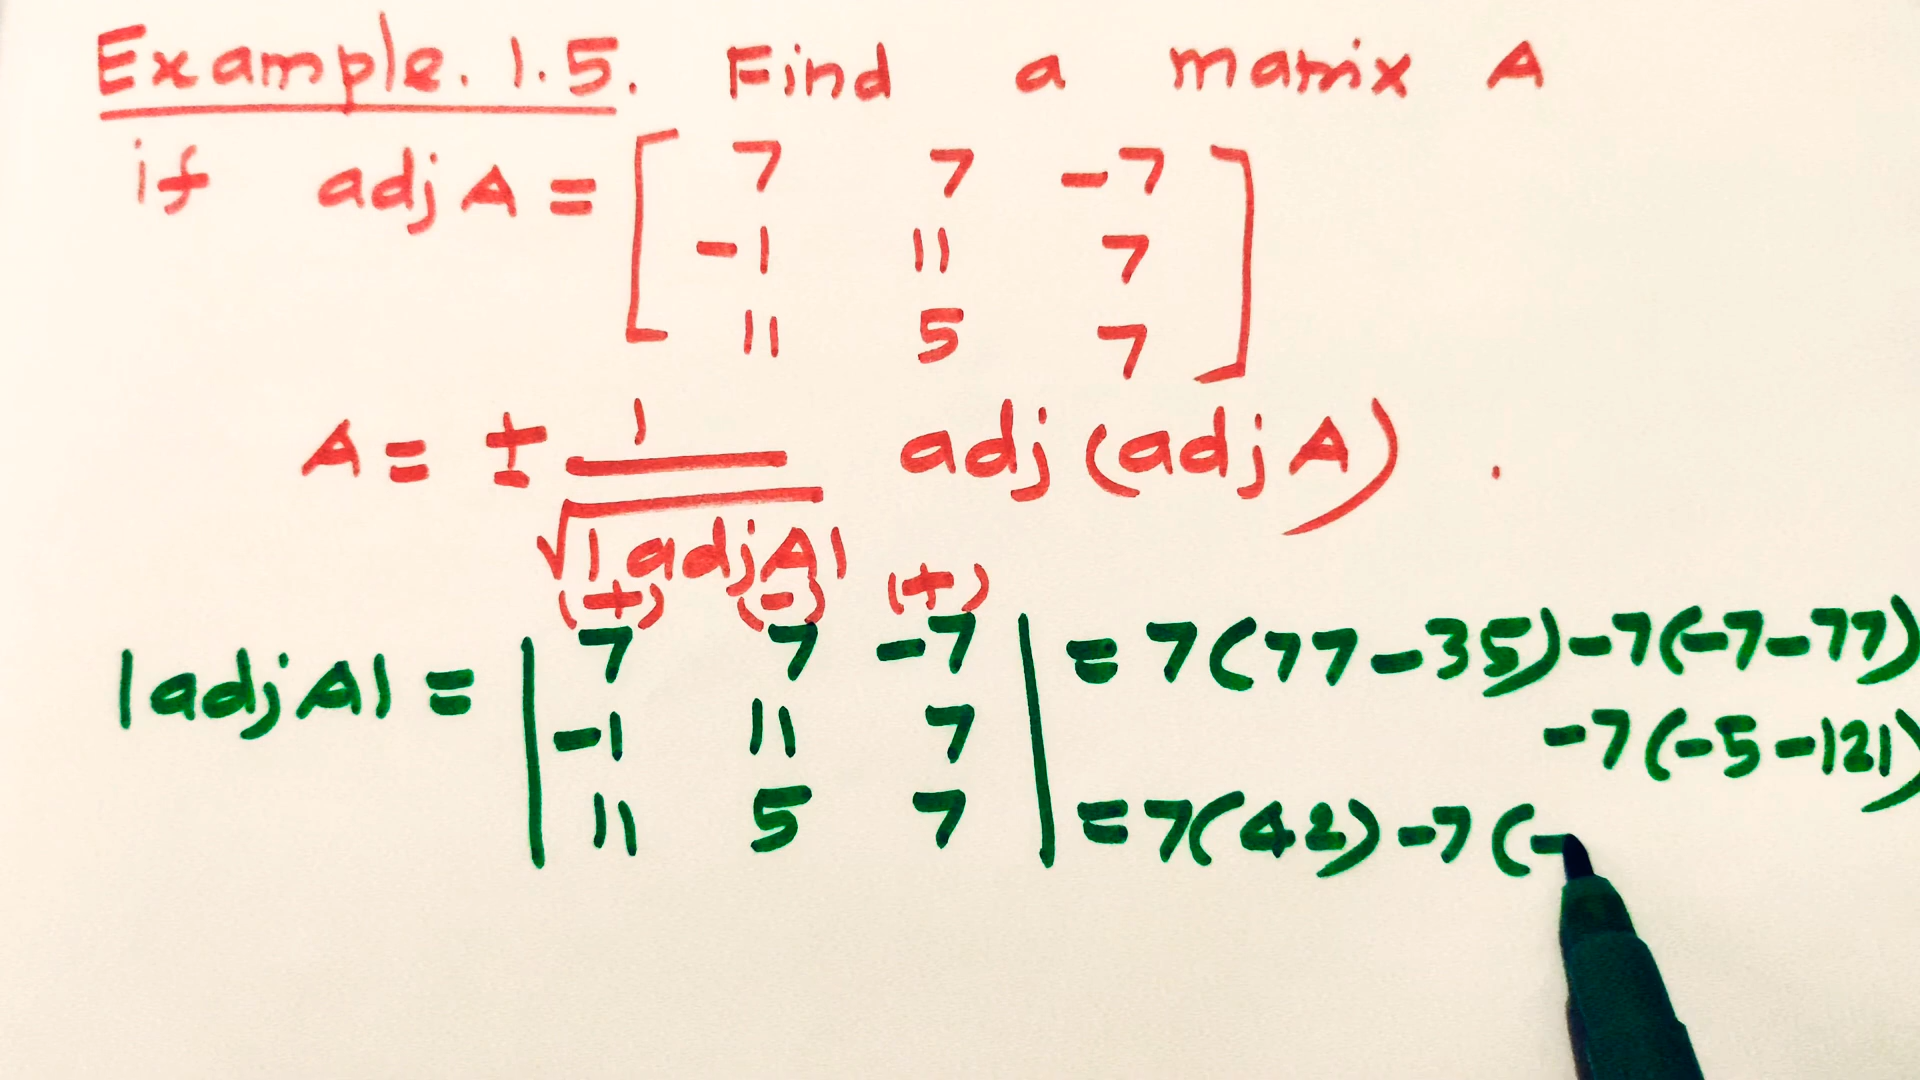 Example. 1.5. Find a matrix A
if adj A = [ 7 7 -7
-1 11 7
11 5 7 ]
A = ± 1/√|adj A| adj (adj A) .
(+) (-) (+)
|adj A| = | 7 7 -7 | = 7(77-35)-7(-7-77)
-1 11 7 -7(-5-121)
11 5 7 = 7(42)-7(-